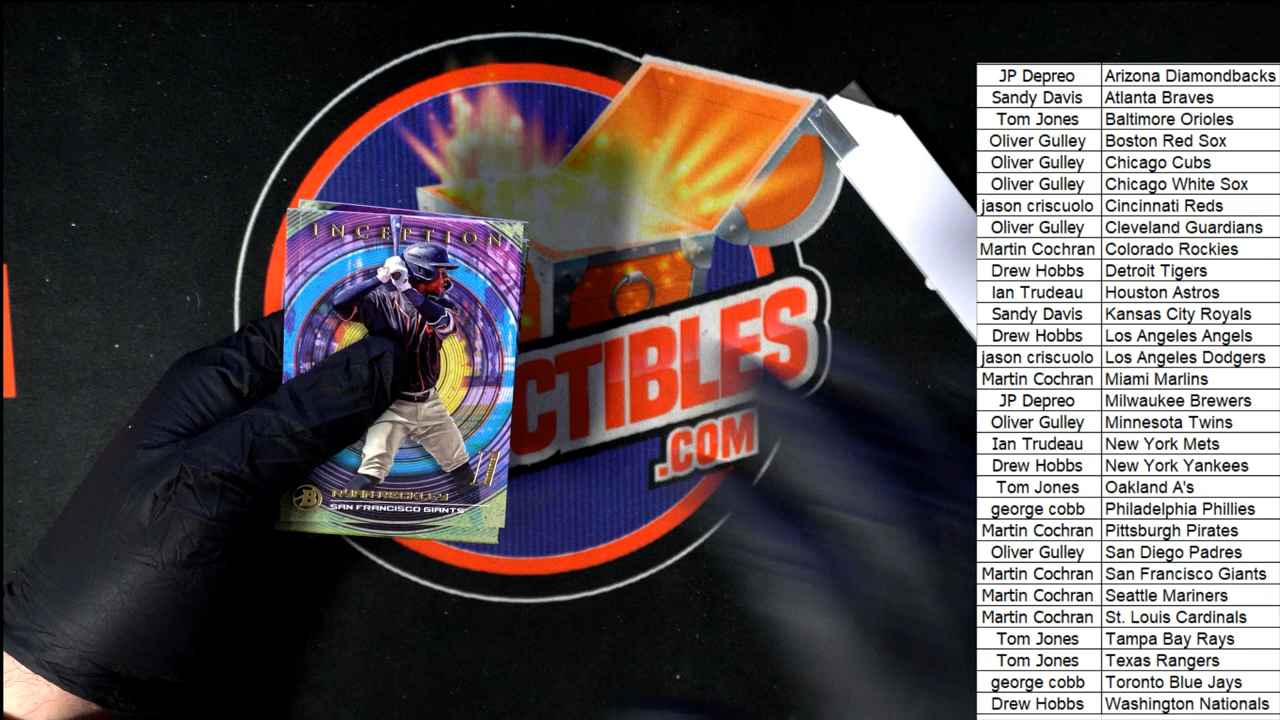 INCEPTION
RYAN RECKLEY
SAN FRANCISCO GIANTS
CTIBLES
.COM
JP Depreo Arizona Diamondbacks
Sandy Davis Atlanta Braves
Tom Jones Baltimore Orioles
Oliver Gulley Boston Red Sox
Oliver Gulley Chicago Cubs
Oliver Gulley Chicago White Sox
jason criscuolo Cincinnati Reds
Oliver Gulley Cleveland Guardians
Martin Cochran Colorado Rockies
Drew Hobbs Detroit Tigers
Ian Trudeau Houston Astros
Sandy Davis Kansas City Royals
Drew Hobbs Los Angeles Angels
jason criscuolo Los Angeles Dodgers
Martin Cochran Miami Marlins
JP Depreo Milwaukee Brewers
Oliver Gulley Minnesota Twins
Ian Trudeau New York Mets
Drew Hobbs New York Yankees
Tom Jones Oakland A's
george cobb Philadelphia Phillies
Martin Cochran Pittsburgh Pirates
Oliver Gulley San Diego Padres
Martin Cochran San Francisco Giants
Martin Cochran Seattle Mariners
Martin Cochran St. Louis Cardinals
Tom Jones Tampa Bay Rays
Tom Jones Texas Rangers
george cobb Toronto Blue Jays
Drew Hobbs Washington Nationals